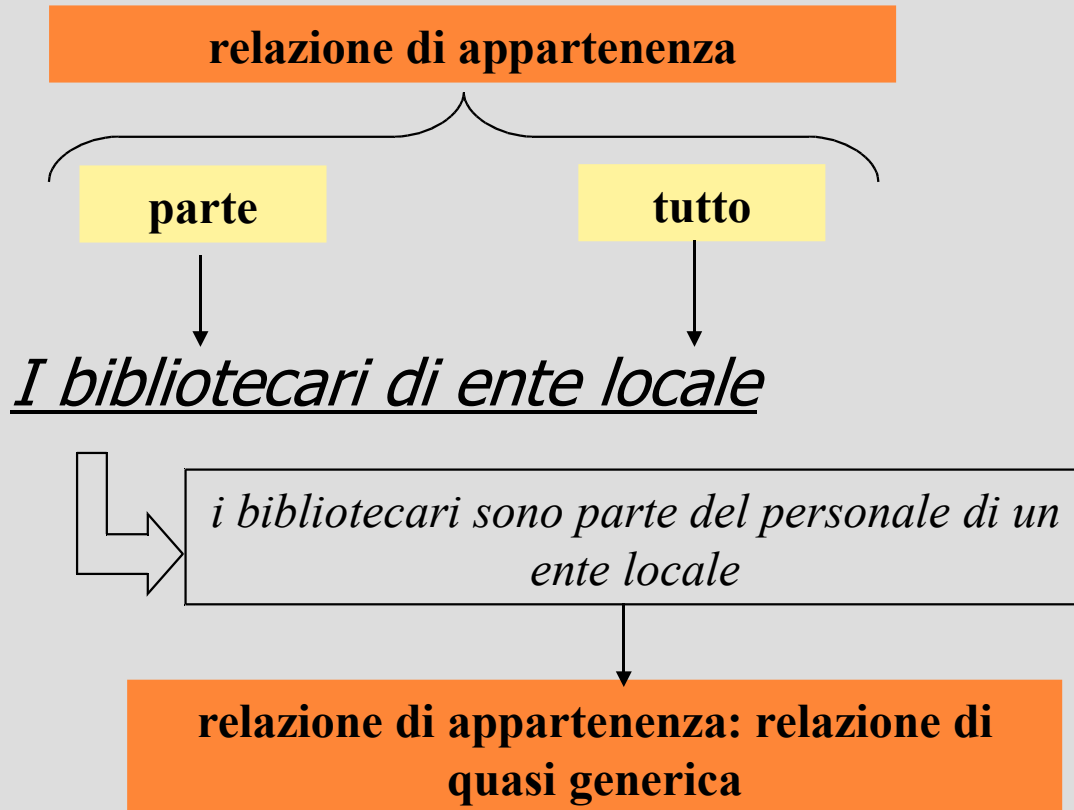 relazione di appartenenza
parte
tutto
I bibliotecari di ente locale
i bibliotecari sono parte del personale di un
ente locale
relazione di appartenenza: relazione di
quasi generica